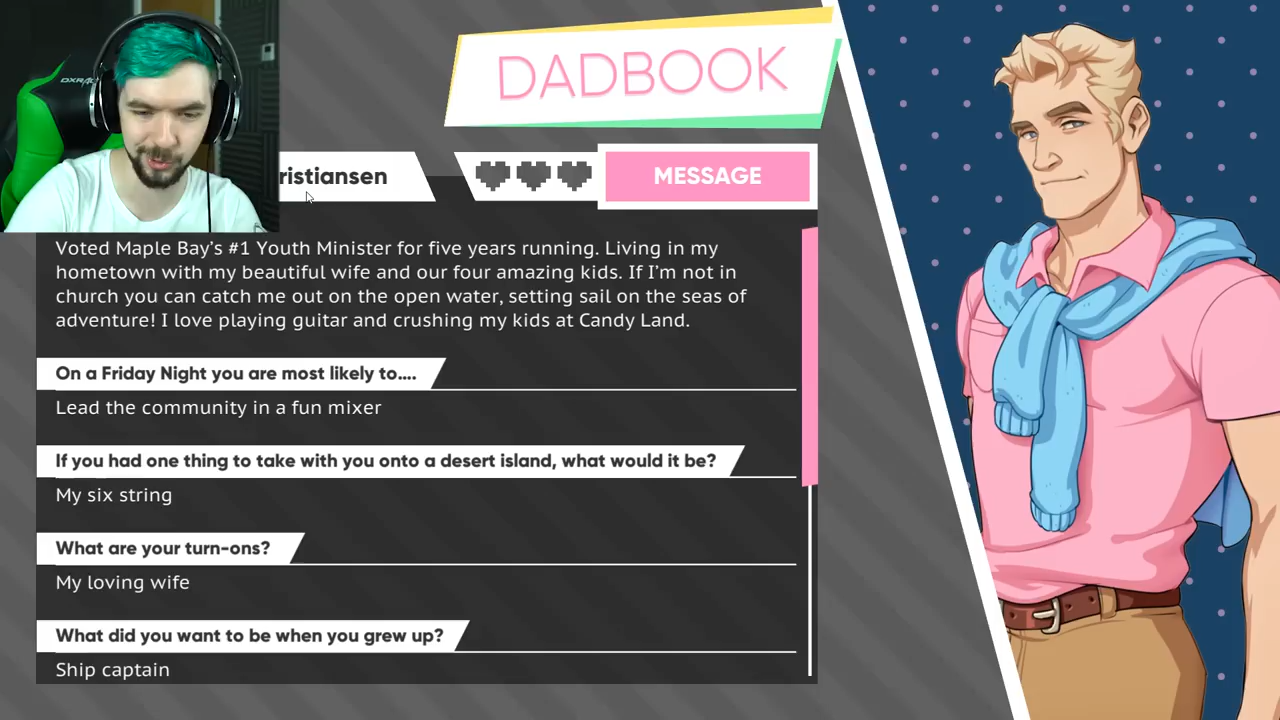 DXRA
DADBOOK
ristiansen
MESSAGE
Voted Maple Bay's #1 Youth Minister for five years running. Living in my
hometown with my beautiful wife and our four amazing kids. If I'm not in
church you can catch me out on the open water, setting sail on the seas of
adventure! I love playing guitar and crushing my kids at Candy Land.
On a Friday Night you are most likely to....
Lead the community in a fun mixer
If you had one thing to take with you onto a desert island, what would it be?
My six string
What are your turn-ons?
My loving wife
What did you want to be when you grew up?
Ship captain